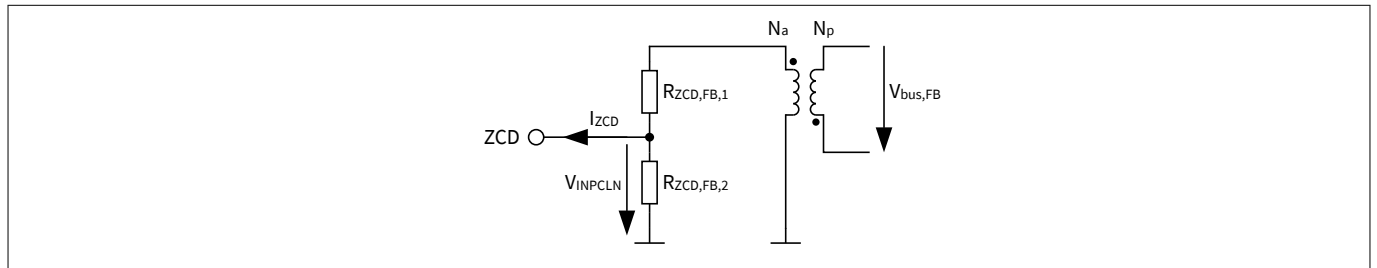 Na Np
RZCD,FB,1
Vbus,FB
IZCD
ZCD
VINPCLN
RZCD,FB,2